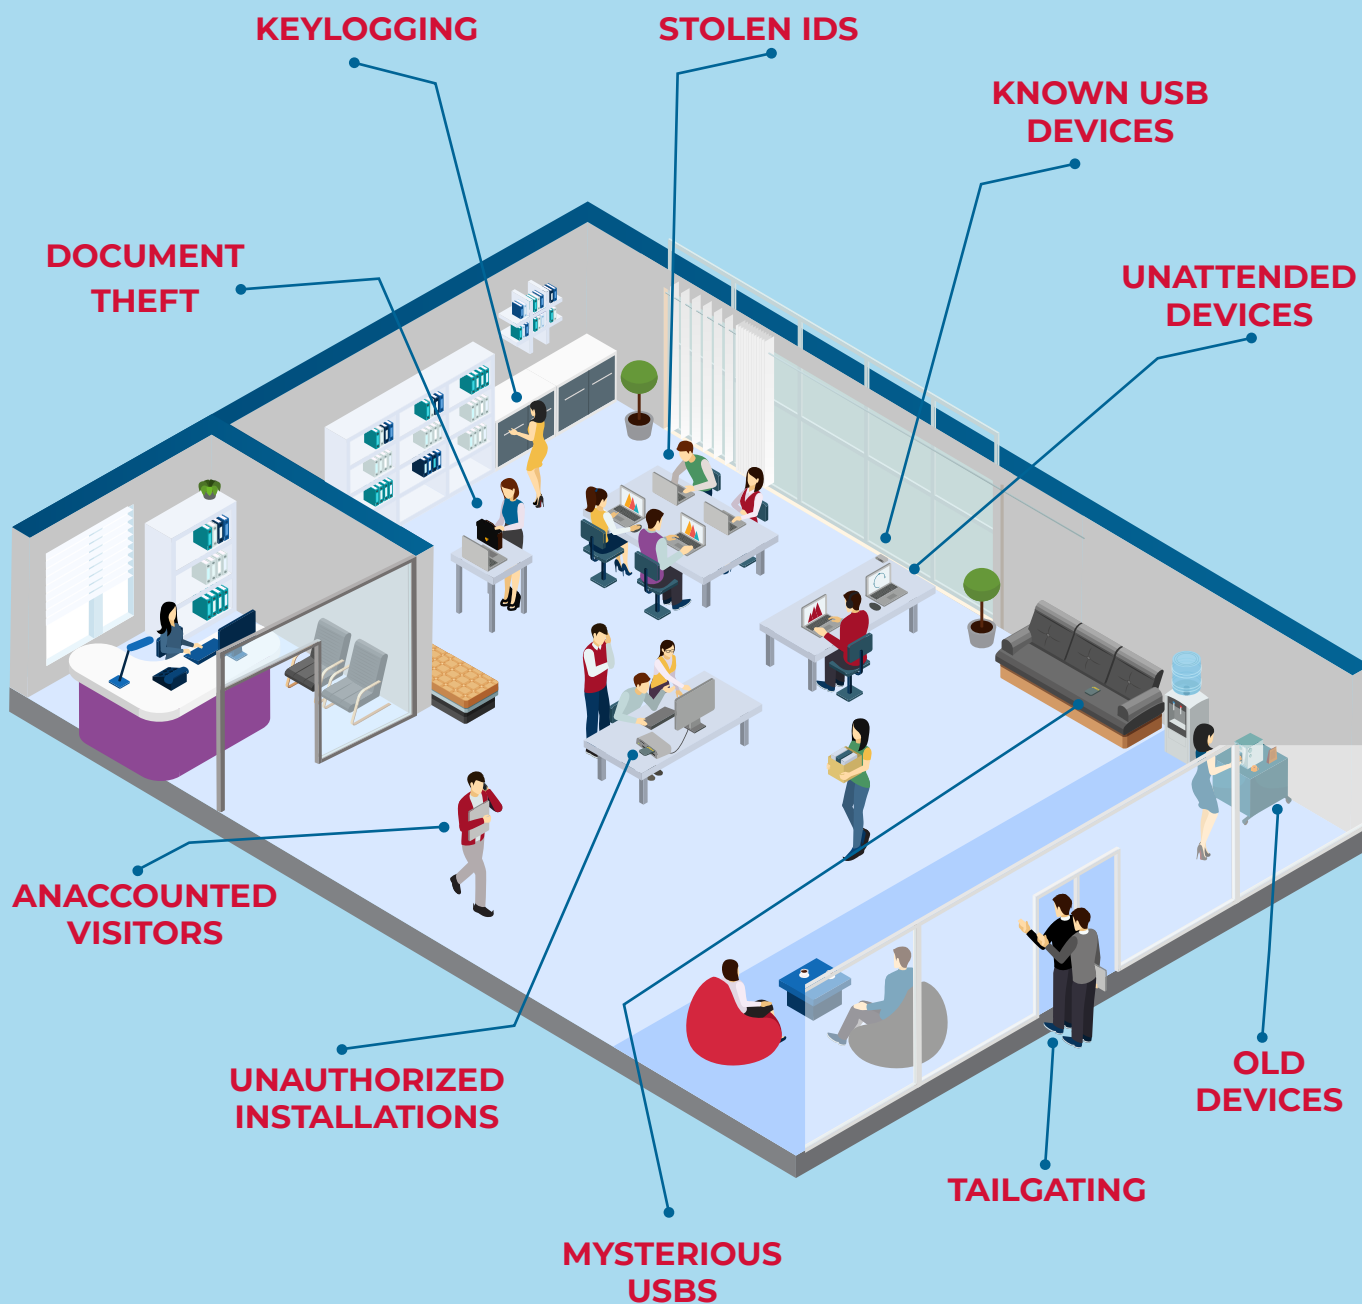 KEYLOGGING
STOLEN IDS
KNOWN USB
DEVICES
DOCUMENT
THEFT
UNATTENDED
DEVICES
ANACCOUNTED
VISITORS
UNAUTHORIZED
INSTALLATIONS
OLD
DEVICES
TAILGATING
MYSTERIOUS
USBS